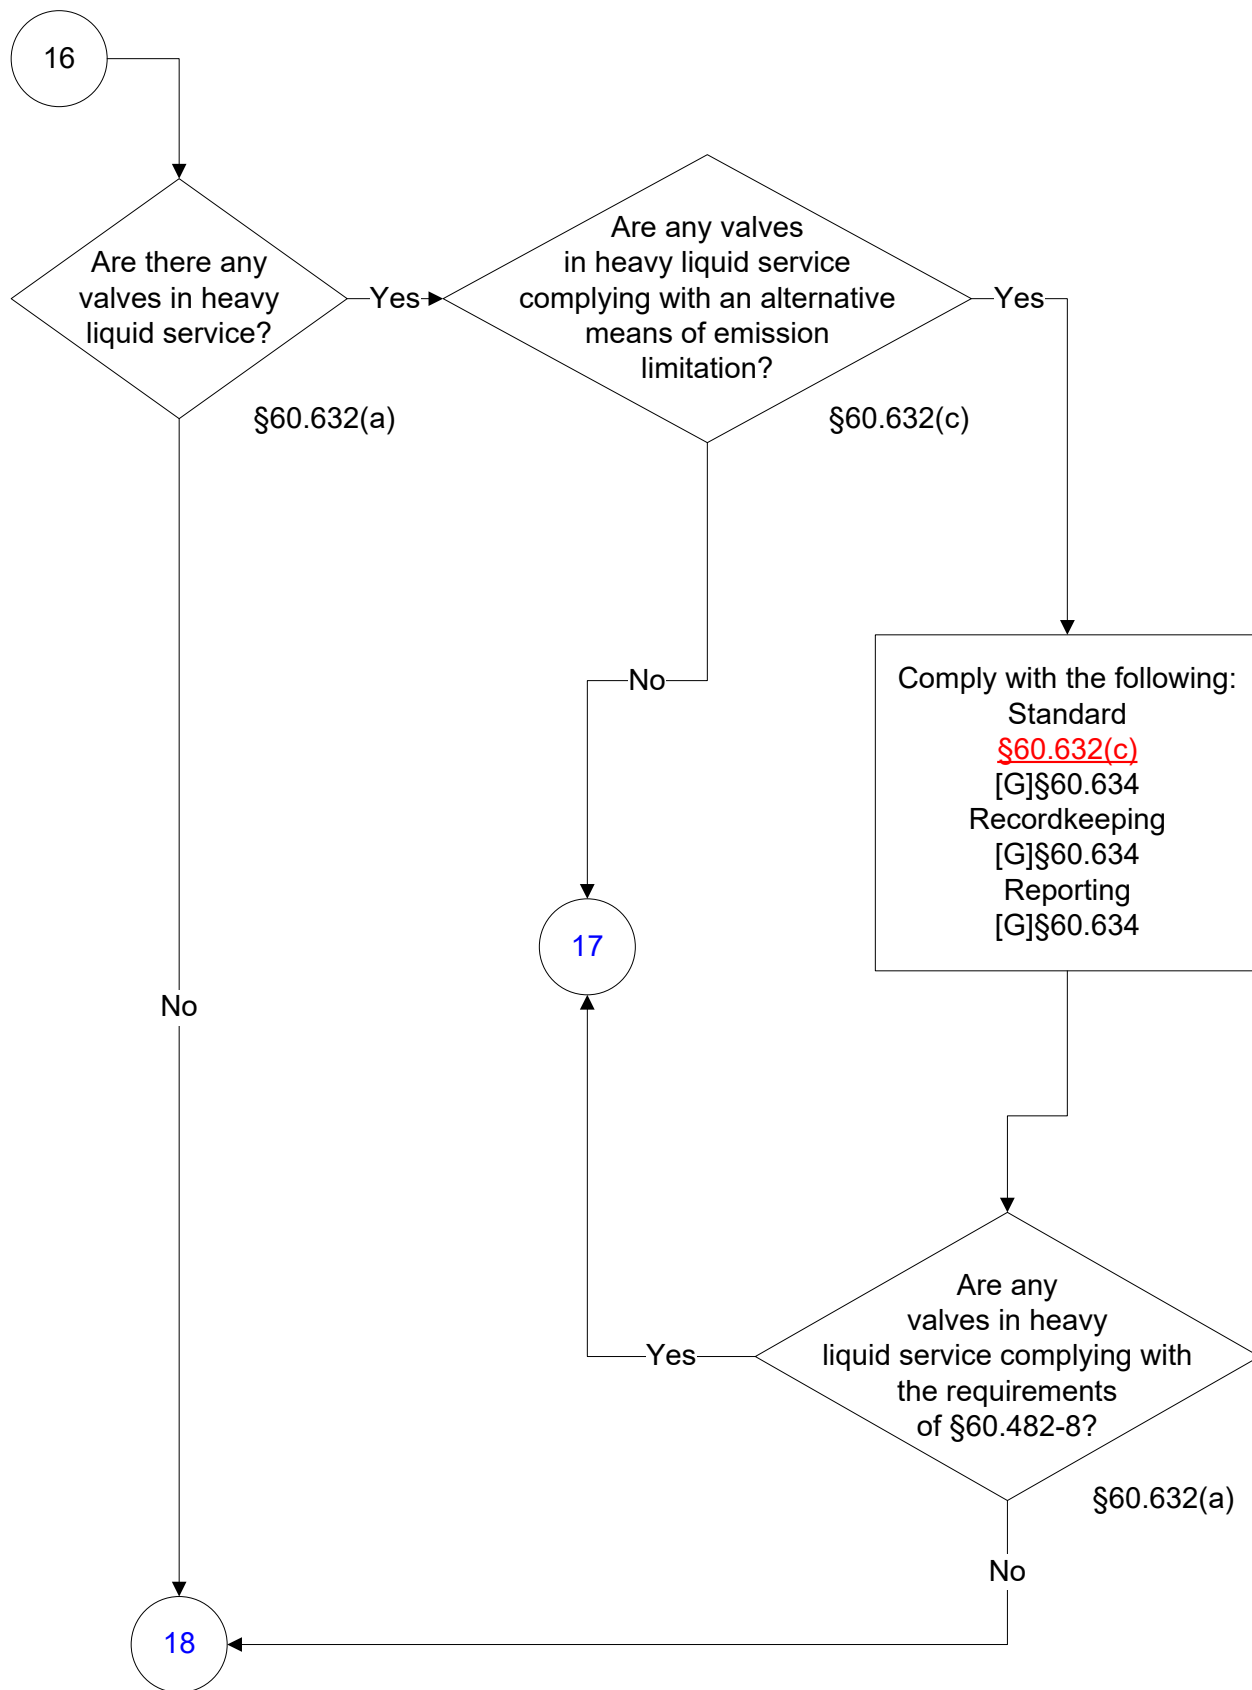 16
Are there any
valves in heavy
liquid service?
Yes
§60.632(a)
No
Are any valves
in heavy liquid service
complying with an alternative
means of emission
limitation?
Yes
§60.632(c)
No
Comply with the following:
Standard
§60.632(c)
[G]§60.634
Recordkeeping
[G]§60.634
Reporting
[G]§60.634
17
Are any
valves in heavy
liquid service complying with
the requirements
of §60.482-8?
Yes
§60.632(a)
No
18